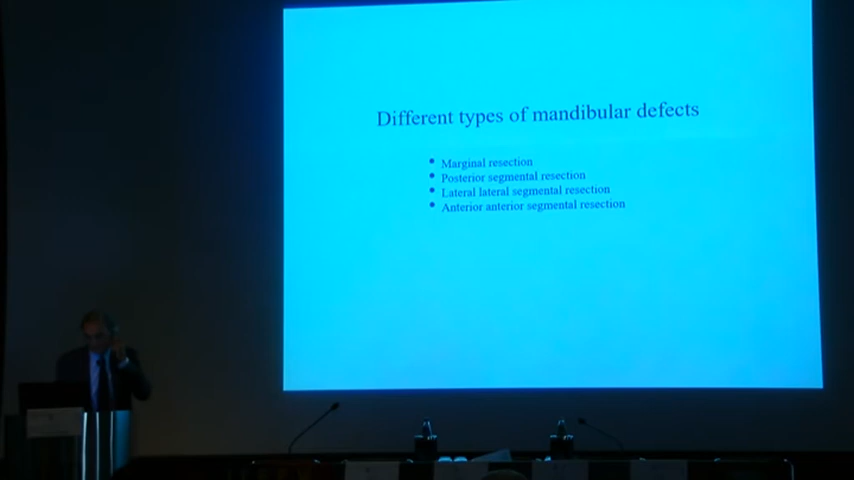 Different types of mandibular defects
• Marginal resection
• Posterior segmental resection
• Lateral lateral segmental resection
• Anterior anterior segmental resection